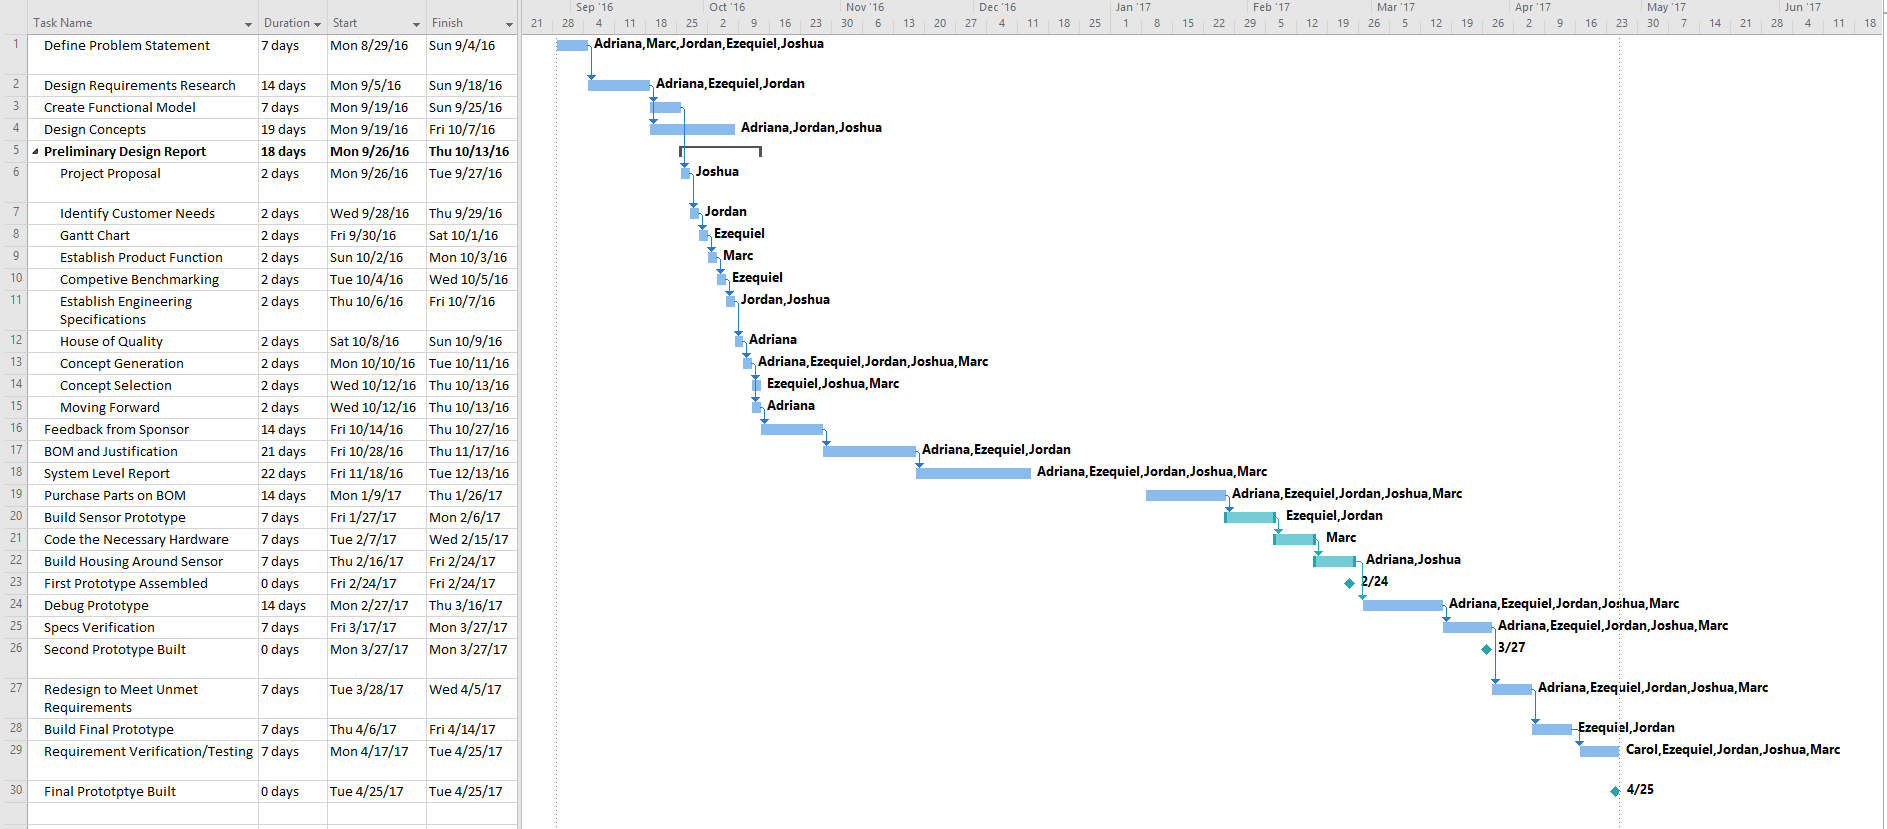 Sep '16 Oct '16 Nov '16 Dec '16 Jan '17 Feb '17 Mar '17 Apr '17 May '17 Jun '17
Task Name Duration Start Finish 21 28 4 11 18 25 2 9 16 23 30 6 13 20 27 4 11 18 25 1 8 15 22 29 5 12 19 26 5 12 19 26 2 9 16 23 30 7 14 21 28 4 11 18
1 Define Problem Statement 7 days Mon 8/29/16 Sun 9/4/16 Adriana,Marc,Jordan,Ezequiel,Joshua
2 Design Requirements Research 14 days Mon 9/5/16 Sun 9/18/16 Adriana,Ezequiel,Jordan
3 Create Functional Model 7 days Mon 9/19/16 Sun 9/25/16
4 Design Concepts 19 days Mon 9/19/16 Fri 10/7/16 Adriana,Jordan,Joshua
5 Preliminary Design Report 18 days Mon 9/26/16 Thu 10/13/16
6 Project Proposal 2 days Mon 9/26/16 Tue 9/27/16 Joshua
7 Identify Customer Needs 2 days Wed 9/28/16 Thu 9/29/16 Jordan
8 Gantt Chart 2 days Fri 9/30/16 Sat 10/1/16 Ezequiel
9 Establish Product Function 2 days Sun 10/2/16 Mon 10/3/16 Marc
10 Competive Benchmarking 2 days Tue 10/4/16 Wed 10/5/16 Ezequiel
11 Establish Engineering 2 days Thu 10/6/16 Fri 10/7/16 Jordan,Joshua
Specifications
12 House of Quality 2 days Sat 10/8/16 Sun 10/9/16 Adriana
13 Concept Generation 2 days Mon 10/10/16 Tue 10/11/16 Adriana,Ezequiel,Jordan,Joshua,Marc
14 Concept Selection 2 days Wed 10/12/16 Thu 10/13/16 Ezequiel,Joshua,Marc
15 Moving Forward 2 days Wed 10/12/16 Thu 10/13/16 Adriana
16 Feedback from Sponsor 14 days Fri 10/14/16 Thu 10/27/16
17 BOM and Justification 21 days Fri 10/28/16 Thu 11/17/16 Adriana,Ezequiel,Jordan
18 System Level Report 22 days Fri 11/18/16 Tue 12/13/16 Adriana,Ezequiel,Jordan,Joshua,Marc
19 Purchase Parts on BOM 14 days Mon 1/9/17 Thu 1/26/17 Adriana,Ezequiel,Jordan,Joshua,Marc
20 Build Sensor Prototype 7 days Fri 1/27/17 Mon 2/6/17 Ezequiel,Jordan
21 Code the Necessary Hardware 7 days Tue 2/7/17 Wed 2/15/17 Marc
22 Build Housing Around Sensor 7 days Thu 2/16/17 Fri 2/24/17 Adriana,Joshua
23 First Prototype Assembled 0 days Fri 2/24/17 Fri 2/24/17 2/24
24 Debug Prototype 14 days Mon 2/27/17 Thu 3/16/17 Adriana,Ezequiel,Jordan,Joshua,Marc
25 Specs Verification 7 days Fri 3/17/17 Mon 3/27/17 Adriana,Ezequiel,Jordan,Joshua,Marc
26 Second Prototype Built 0 days Mon 3/27/17 Mon 3/27/17 3/27
27 Redesign to Meet Unmet 7 days Tue 3/28/17 Wed 4/5/17 Adriana,Ezequiel,Jordan,Joshua,Marc
Requirements
28 Build Final Prototype 7 days Thu 4/6/17 Fri 4/14/17 Ezequiel,Jordan
29 Requirement Verification/Testing 7 days Mon 4/17/17 Tue 4/25/17 Carol,Ezequiel,Jordan,Joshua,Marc
30 Final Prototptye Built 0 days Tue 4/25/17 Tue 4/25/17 4/25